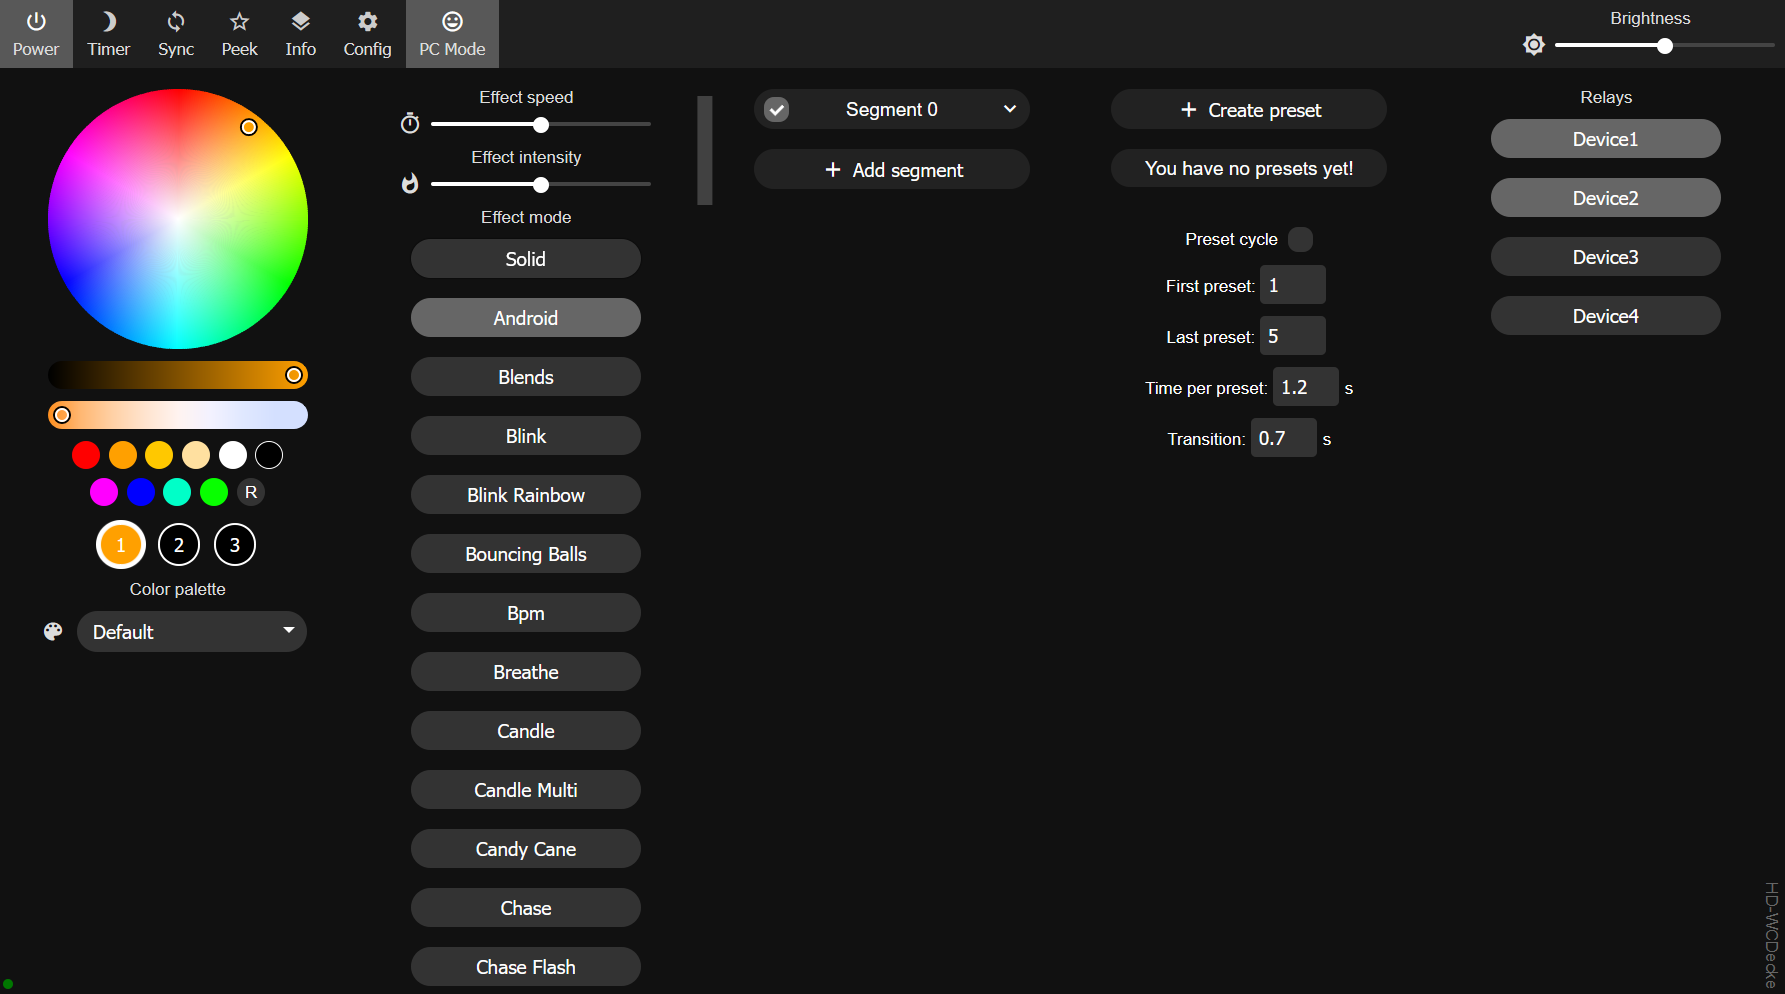 Power
Timer
Sync
Peek
Info
Config
PC Mode
Brightness
R
1
2
3
Color palette
Default
Effect speed
Effect intensity
Effect mode
Solid
Android
Blends
Blink
Blink Rainbow
Bouncing Balls
Bpm
Breathe
Candle
Candle Multi
Candy Cane
Chase
Chase Flash
Segment 0
+ Add segment
+ Create preset
You have no presets yet!
Preset cycle
First preset: 1
Last preset: 5
Time per preset: 1.2 s
Transition: 0.7 s
Relays
Device1
Device2
Device3
Device4
HD-WCDecke